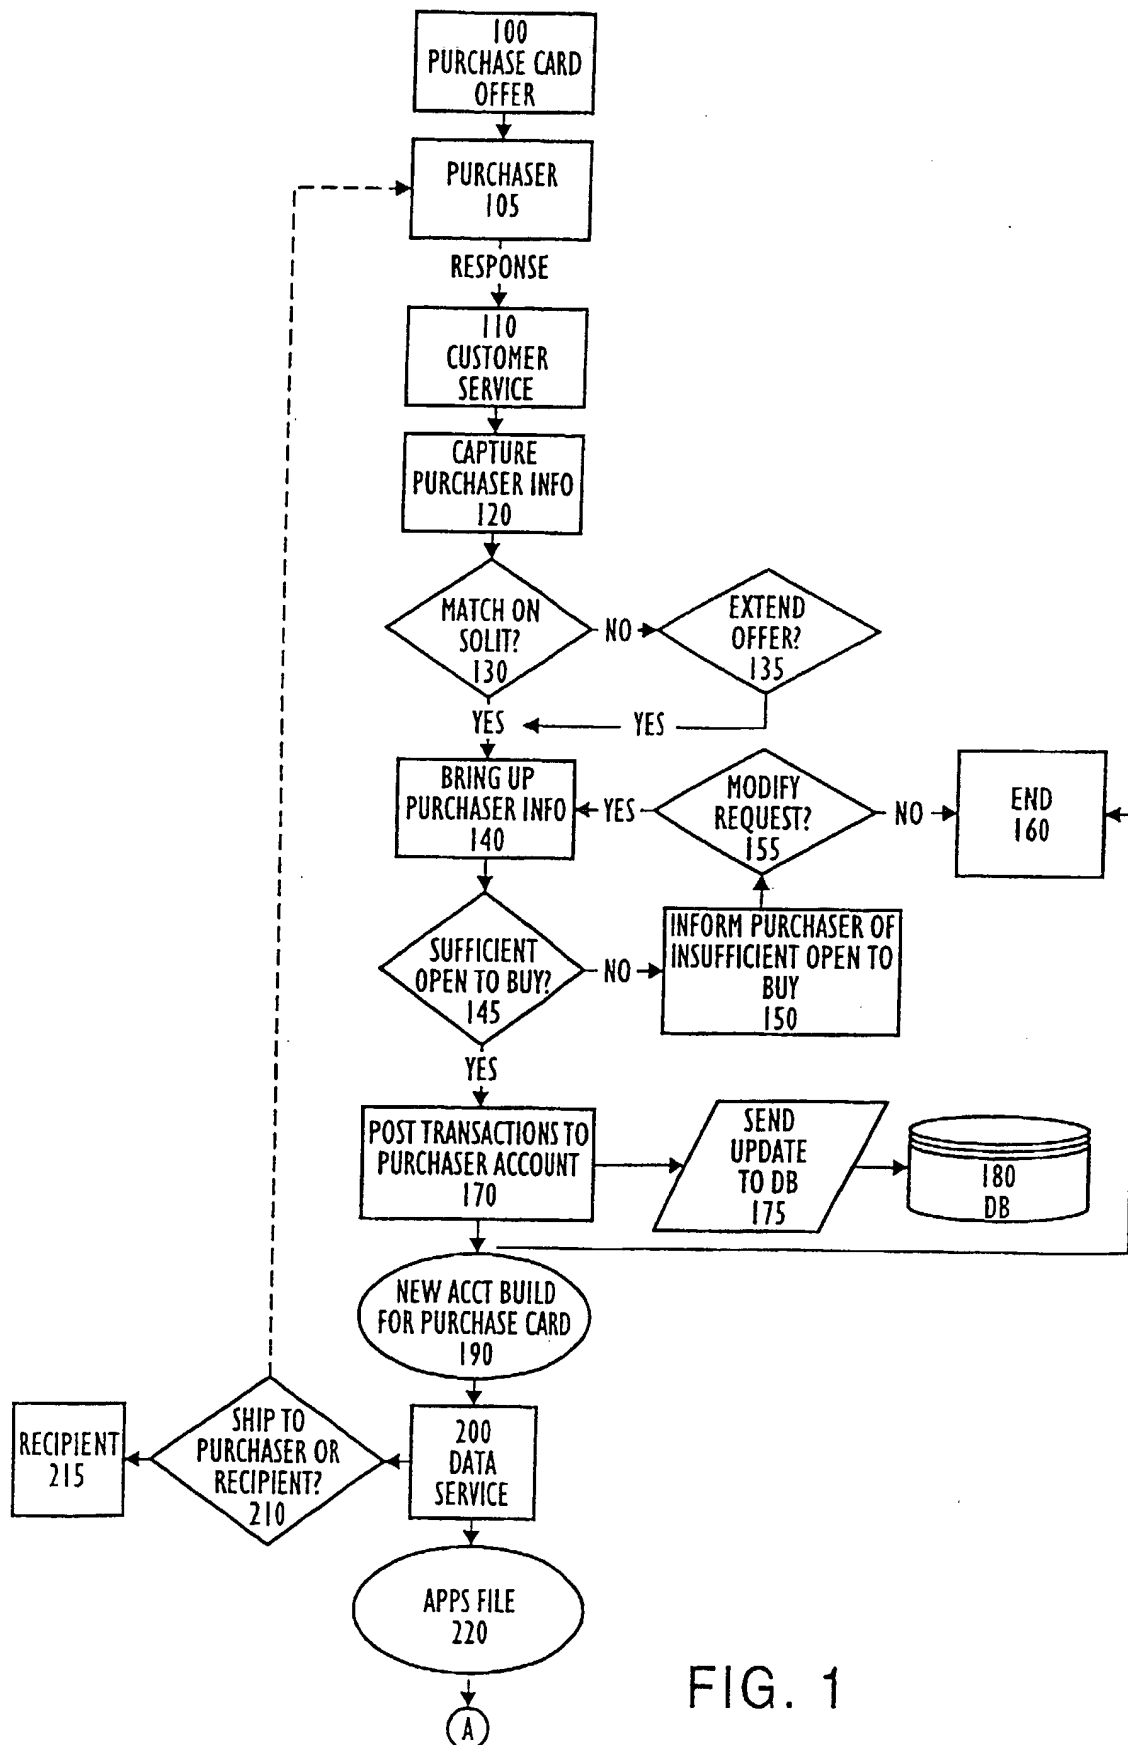 100
PURCHASE CARD
OFFER
PURCHASER
105
RESPONSE
110
CUSTOMER
SERVICE
CAPTURE
PURCHASER INFO
120
MATCH ON
SOLIT?
130
NO
EXTEND
OFFER?
135
YES
YES
BRING UP
PURCHASER INFO
140
YES
MODIFY
REQUEST?
155
NO
END
160
SUFFICIENT
OPEN TO BUY?
145
NO
INFORM PURCHASER OF
INSUFFICIENT OPEN TO
BUY
150
YES
POST TRANSACTIONS TO
PURCHASER ACCOUNT
170
SEND
UPDATE
TO DB
175
180
DB
NEW ACCT BUILD
FOR PURCHASE CARD
190
RECIPIENT
215
SHIP TO
PURCHASER OR
RECIPIENT?
210
200
DATA
SERVICE
APPS FILE
220
A
FIG. 1